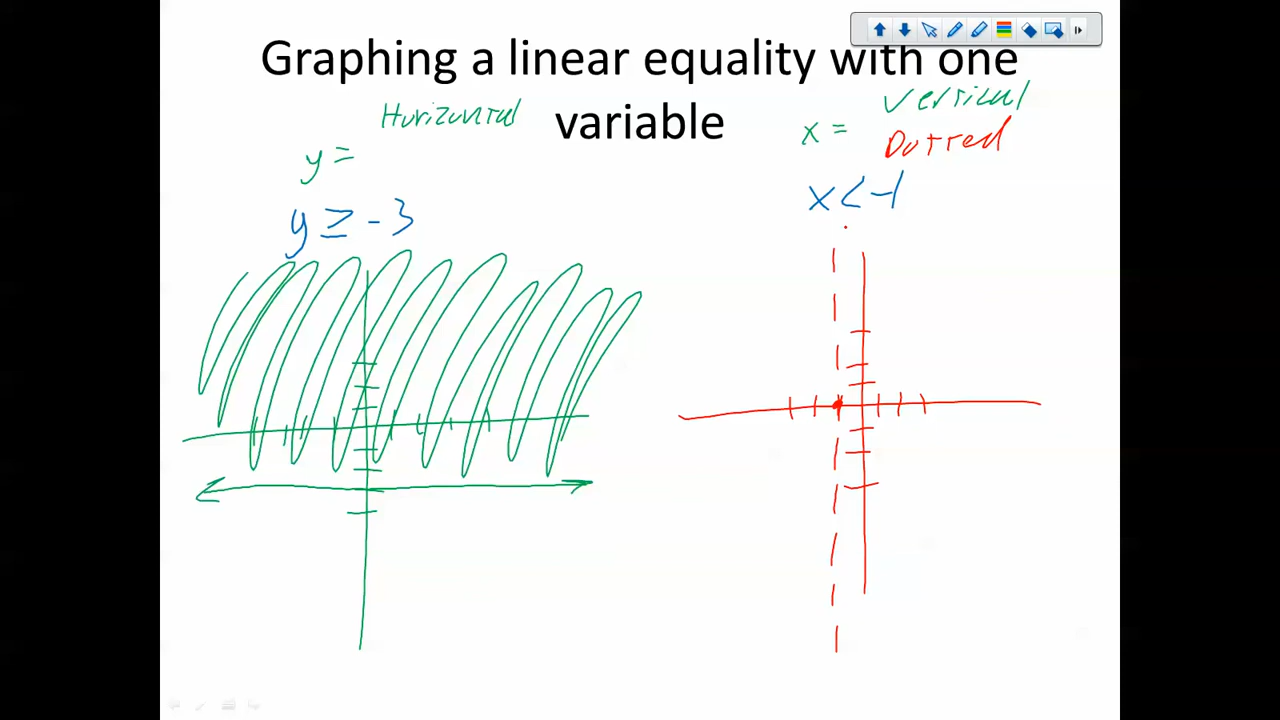 Graphing a linear equality with one
variable
Horizontal
y =
y ≥ -3
Vertical
x =
Dotted
x < -1